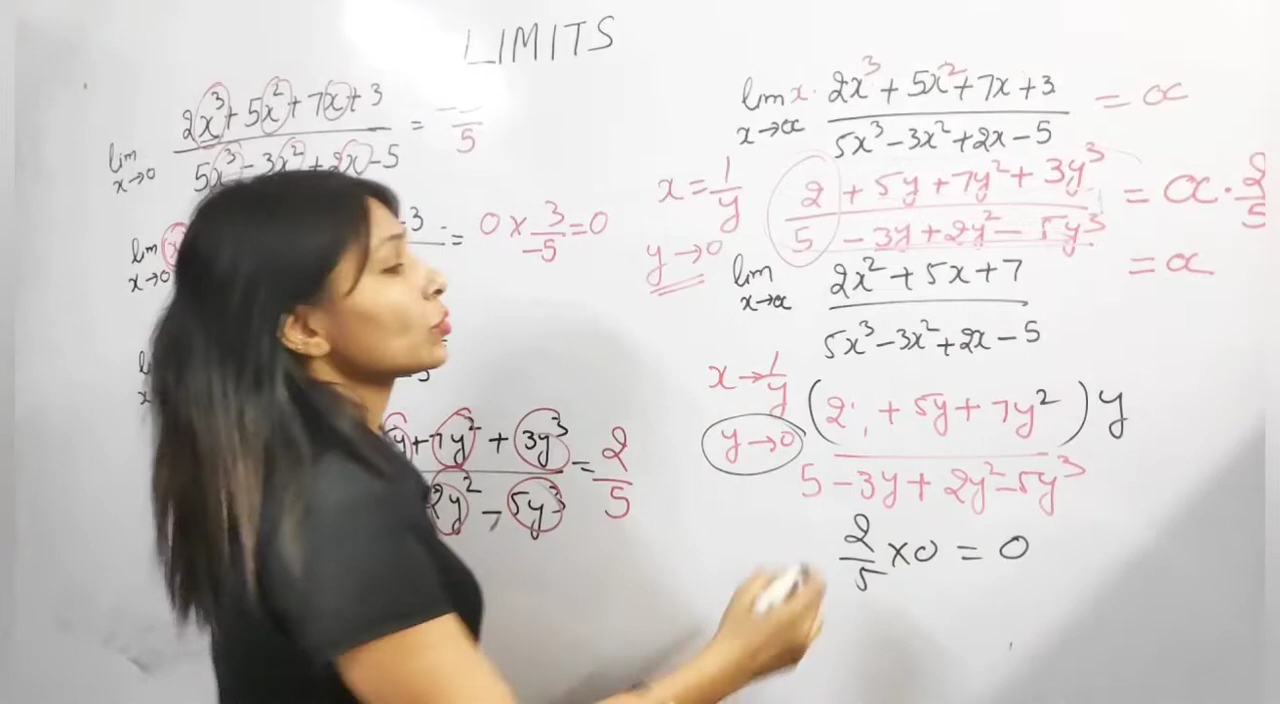 LIMITS
lim x→0 (2x³ + 5x² + 7x + 3) / (5x³ - 3x² + 2x - 5) = — / 5
lim x→0 -3 = 0 × 3/-5 = 0
y + 7y² + 3y³ = 2/5
2y² - 5y³
lim x→∝ x· (2x³ + 5x² + 7x + 3) / (5x³ - 3x² + 2x - 5) = ∝
x = 1/y (2 + 5y + 7y² + 3y³) / (5 - 3y + 2y² - 5y³) = ∝ · 2/5
y→0
lim x→∝ (2x² + 5x + 7) / (5x³ - 3x² + 2x - 5) = ∝
x→1/y (2 + 5y + 7y²) y / 5 - 3y + 2y² - 5y³
y→0
2/5 × 0 = 0